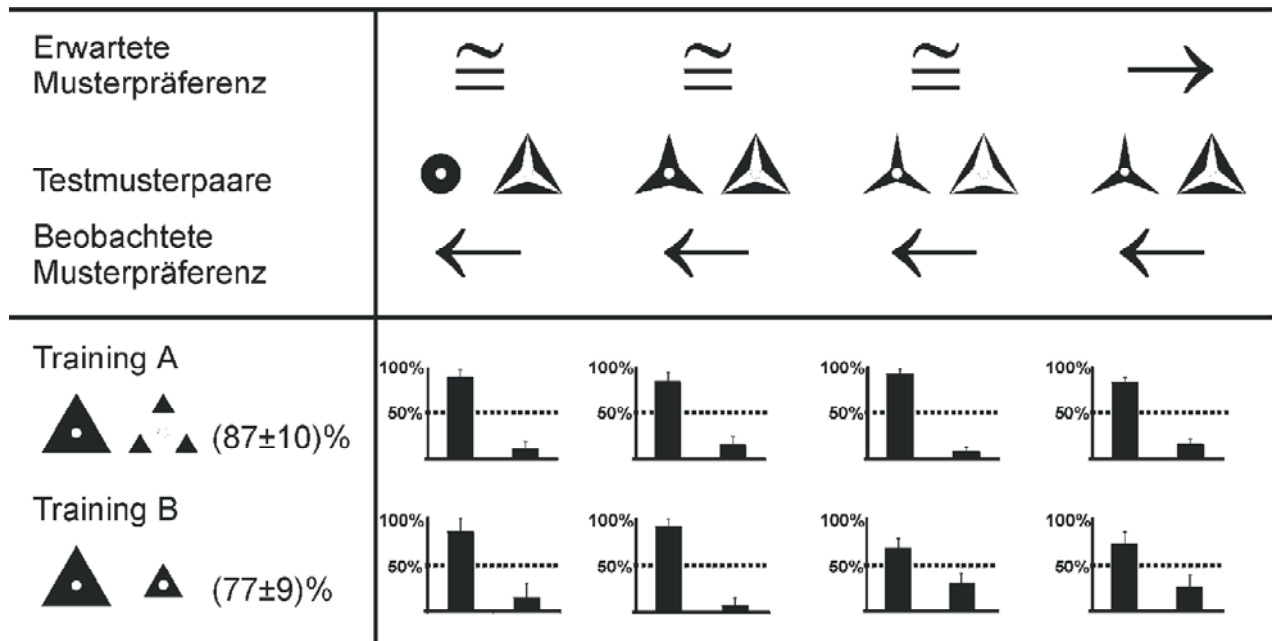 Erwartete
Musterpräferenz
≅ ≅ ≅ →
Testmusterpaare
Beobachtete
Musterpräferenz
← ← ← ←
Training A
(87±10)%
100% 100% 100% 100%
50% 50% 50% 50%
Training B
(77±9)%
100% 100% 100% 100%
50% 50% 50% 50%